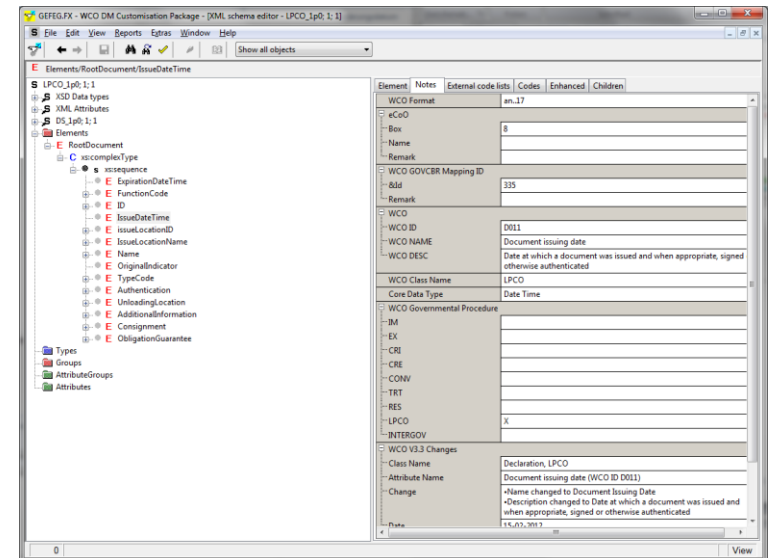 GEFEG.FX - WCO DM Customisation Package - [XML schema editor - LPCO_1p0; 1; 1]
S File Edit View Reports Extras Window Help
Show all objects
E Elements/RootDocument/IssueDateTime
S LPCO_1p0; 1; 1
S XSD Data types
S XML Attributes
S DS_1p0; 1; 1
Elements
E RootDocument
C xs:complexType
s xs:sequence
E ExpirationDateTime
E FunctionCode
E ID
E IssueDateTime
E issueLocationID
E IssueLocationName
E Name
E OriginalIndicator
E TypeCode
E Authentication
E UnloadingLocation
E AdditionalInformation
E Consignment
E ObligationGuarantee
Types
Groups
AttributeGroups
Attributes
Element Notes External code lists Codes Enhanced Children
WCO Format an..17
eCoO
Box 8
Name
Remark
WCO GOVCBR Mapping ID
&Id 335
Remark
WCO
WCO ID D011
WCO NAME Document issuing date
WCO DESC Date at which a document was issued and when appropriate, signed
otherwise authenticated
WCO Class Name LPCO
Core Data Type Date Time
WCO Governmental Procedure
IM
EX
CRI
CRE
CONV
TRT
RES
LPCO X
INTERGOV
WCO V3.3 Changes
Class Name Declaration, LPCO
Attribute Name Document issuing date (WCO ID D011)
Change •Name changed to Document Issuing Date
•Description changed to Date at which a document was issued and
when appropriate, signed or otherwise authenticated
Date 15-02-2012
0 View